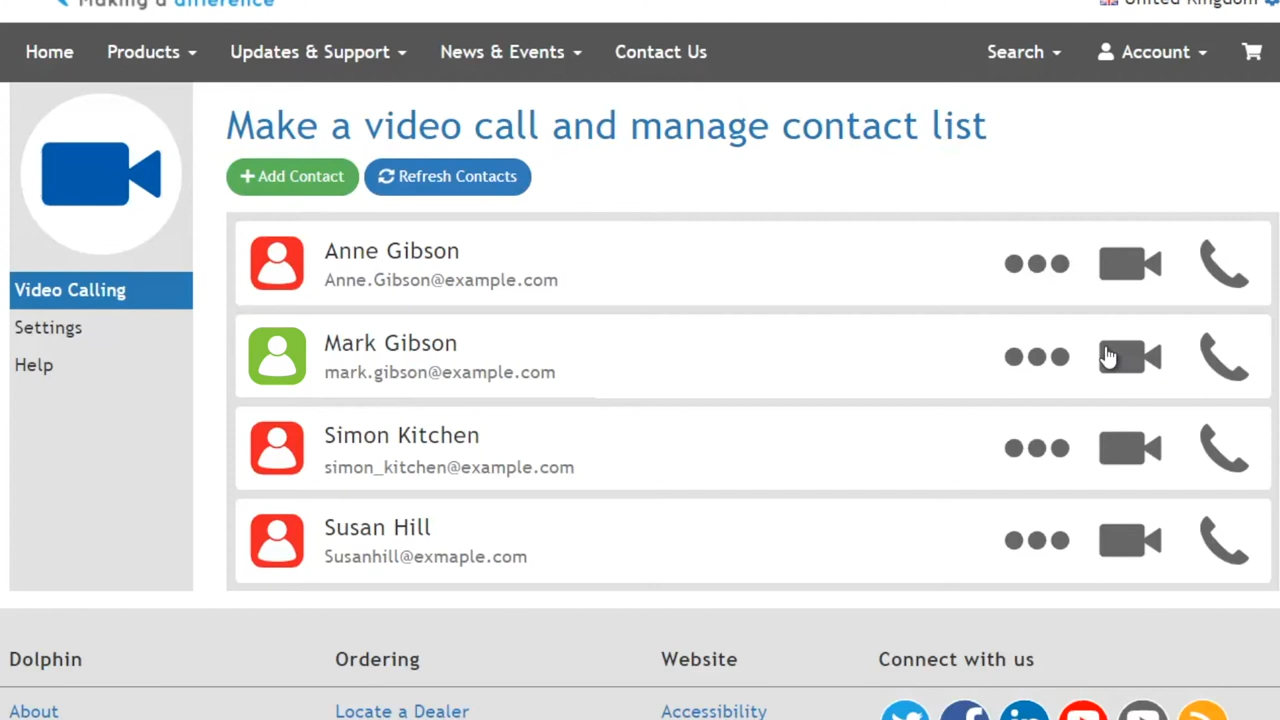 Making a difference
United Kingdom
Home Products Updates & Support News & Events Contact Us Search Account
Make a video call and manage contact list
Add Contact Refresh Contacts
Anne Gibson
Anne.Gibson@example.com
Video Calling
Settings
Help
Mark Gibson
mark.gibson@example.com
Simon Kitchen
simon_kitchen@example.com
Susan Hill
Susanhill@exmaple.com
Dolphin Ordering Website Connect with us
About Locate a Dealer Accessibility